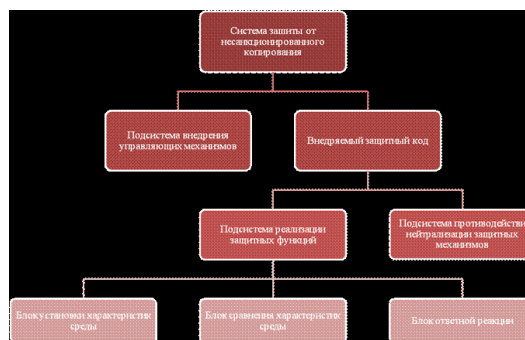 Система защиты от
несанкционированного
копирования
Подсистема внедрения
управляющих механизмов
Внедряемый защитный код
Подсистема реализации
защитных функций
Подсистема противодействия
нейтрализации защитных
механизмов
Блок установки характеристик
среды
Блок сравнения характеристик
среды
Блок ответной реакции